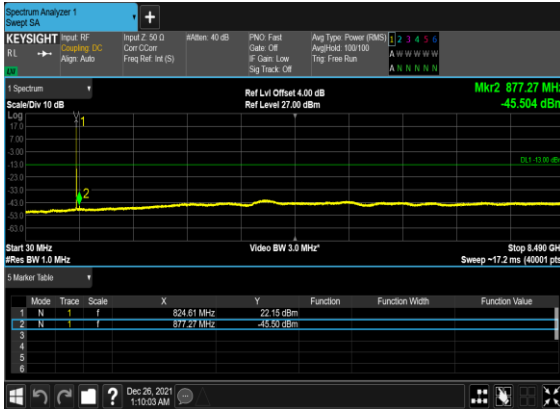 Spectrum Analyzer 1
Swept SA
+
KEYSIGHT Input: RF Input Z: 50 Ω #Atten: 40 dB PNO: Fast Avg Type: Power (RMS) 1 2 3 4 5 6
RL Coupling: DC Corr CCorr Gate: Off Avg|Hold: 100/100 A W W W W W
Align: Auto Freq Ref: Int (S) IF Gain: Low Trig: Free Run
Sig Track: Off A N N N N N
1 Spectrum Ref Lvl Offset 4.00 dB Mkr2 877.27 MHz
Scale/Div 10 dB Ref Level 27.00 dBm -45.504 dBm
Log
17.0
7.00
-3.00
-13.0
-23.0
-33.0
-43.0
-53.0
-63.0
1
2
DL1 -13.00 dBm
Start 30 MHz Video BW 3.0 MHz* Stop 8.490 GH
#Res BW 1.0 MHz Sweep ~17.2 ms (40001 pts
5 Marker Table
Mode Trace Scale X Y Function Function Width Function Value
1 N 1 f 824.61 MHz 22.15 dBm
2 N 1 f 877.27 MHz -45.50 dBm
3
4
5
6
? Dec 26, 2021
1:10:03 AM